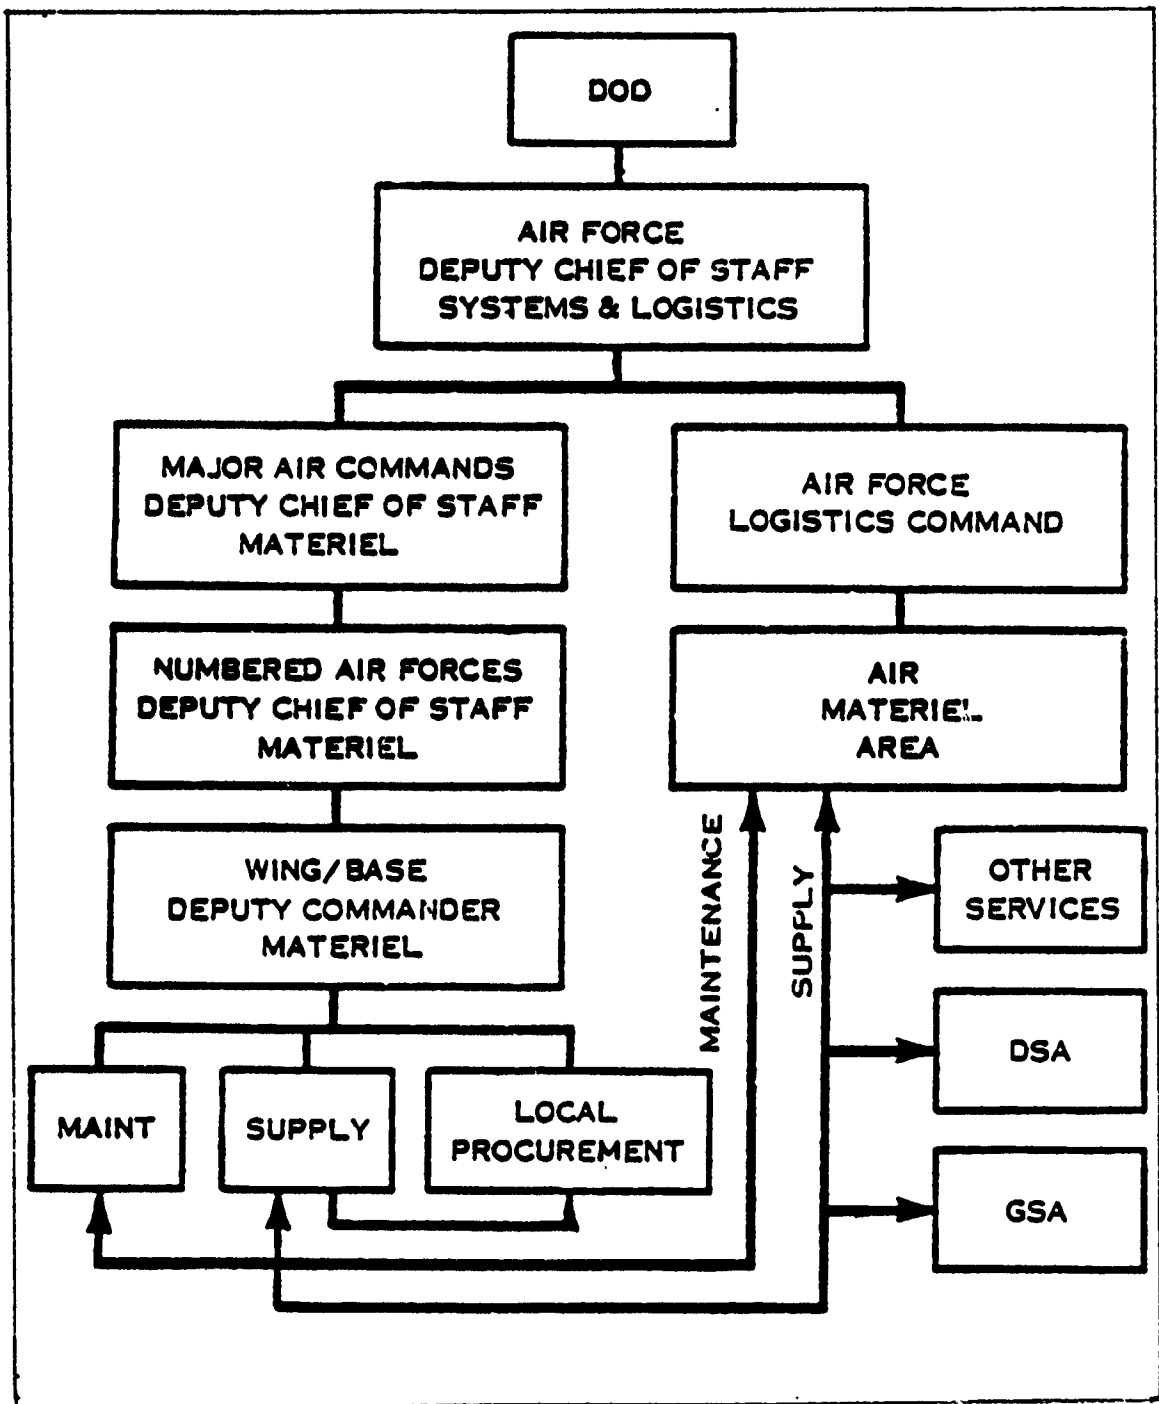 DOD
AIR FORCE
DEPUTY CHIEF OF STAFF
SYSTEMS & LOGISTICS
MAJOR AIR COMMANDS
DEPUTY CHIEF OF STAFF
MATERIEL
AIR FORCE
LOGISTICS COMMAND
NUMBERED AIR FORCES
DEPUTY CHIEF OF STAFF
MATERIEL
AIR
MATERIEL
AREA
WING/BASE
DEPUTY COMMANDER
MATERIEL
MAINTENANCE
SUPPLY
OTHER
SERVICES
DSA
GSA
MAINT
SUPPLY
LOCAL
PROCUREMENT